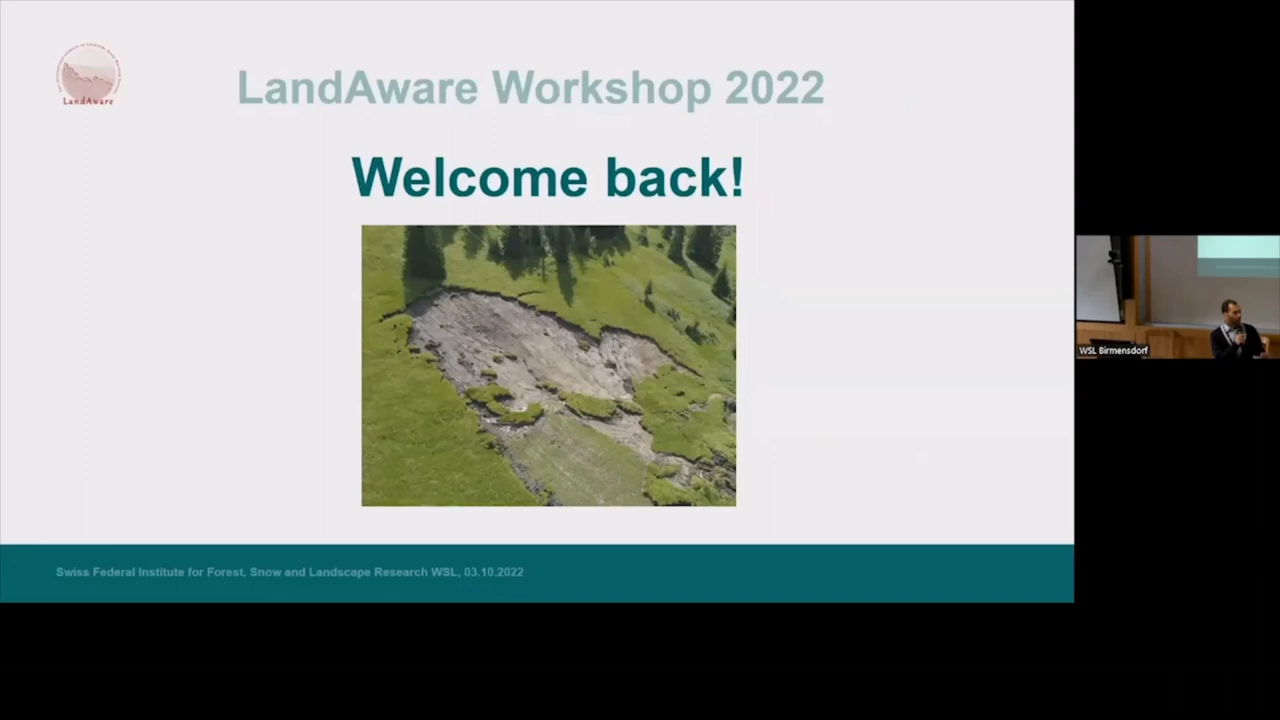 LandAware
LandAware Workshop 2022
Welcome back!
WSL Birmensdorf
Swiss Federal Institute for Forest, Snow and Landscape Research WSL, 03.10.2022